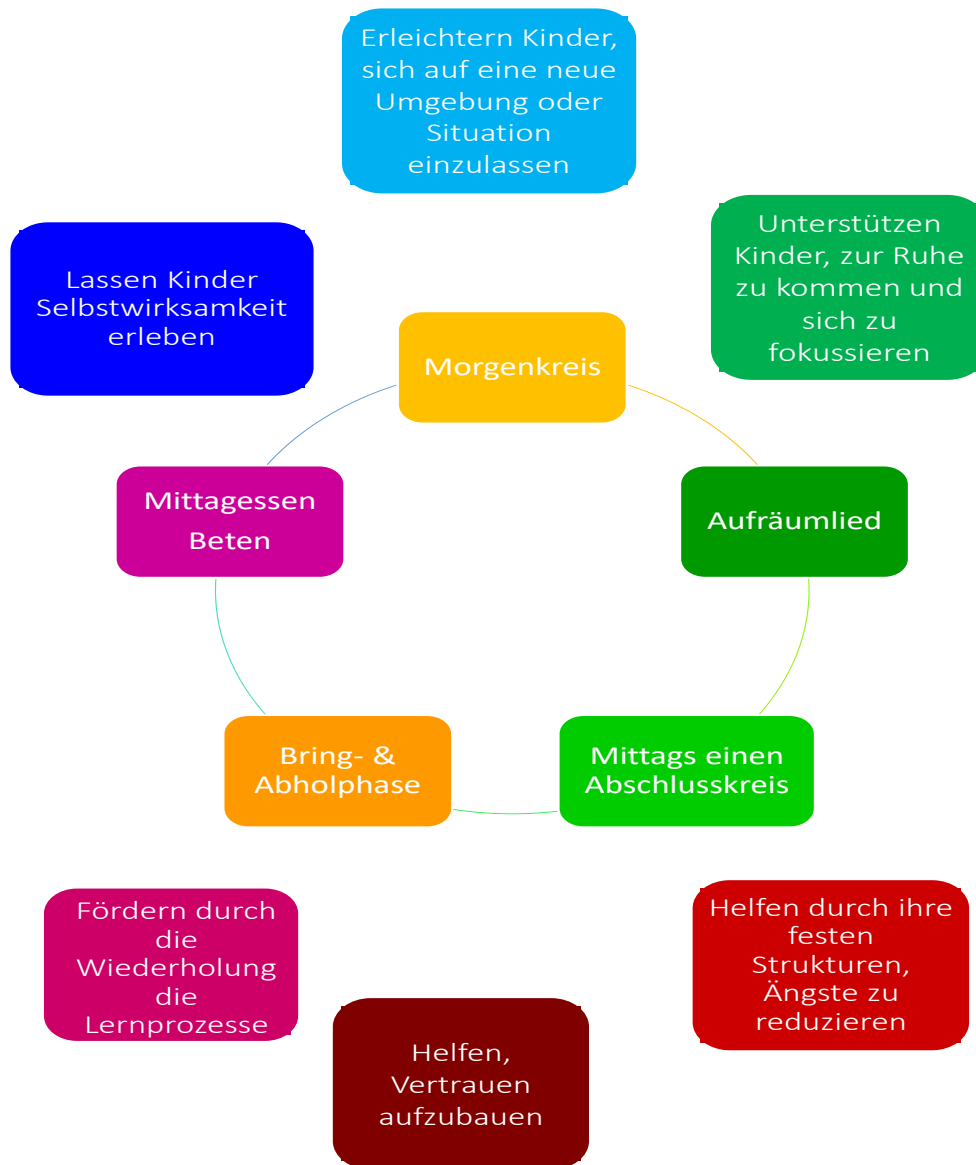 Erleichtern Kinder,
sich auf eine neue
Umgebung oder
Situation
einzulassen
Unterstützen
Kinder, zur Ruhe
zu kommen und
sich zu
fokussieren
Lassen Kinder
Selbstwirksamkeit
erleben
Morgenkreis
Mittagessen
Beten
Aufräumlied
Bring- &
Abholphase
Mittags einen
Abschlusskreis
Fördern durch
die
Wiederholung
die
Lernprozesse
Helfen durch ihre
festen
Strukturen,
Ängste zu
reduzieren
Helfen,
Vertrauen
aufzubauen